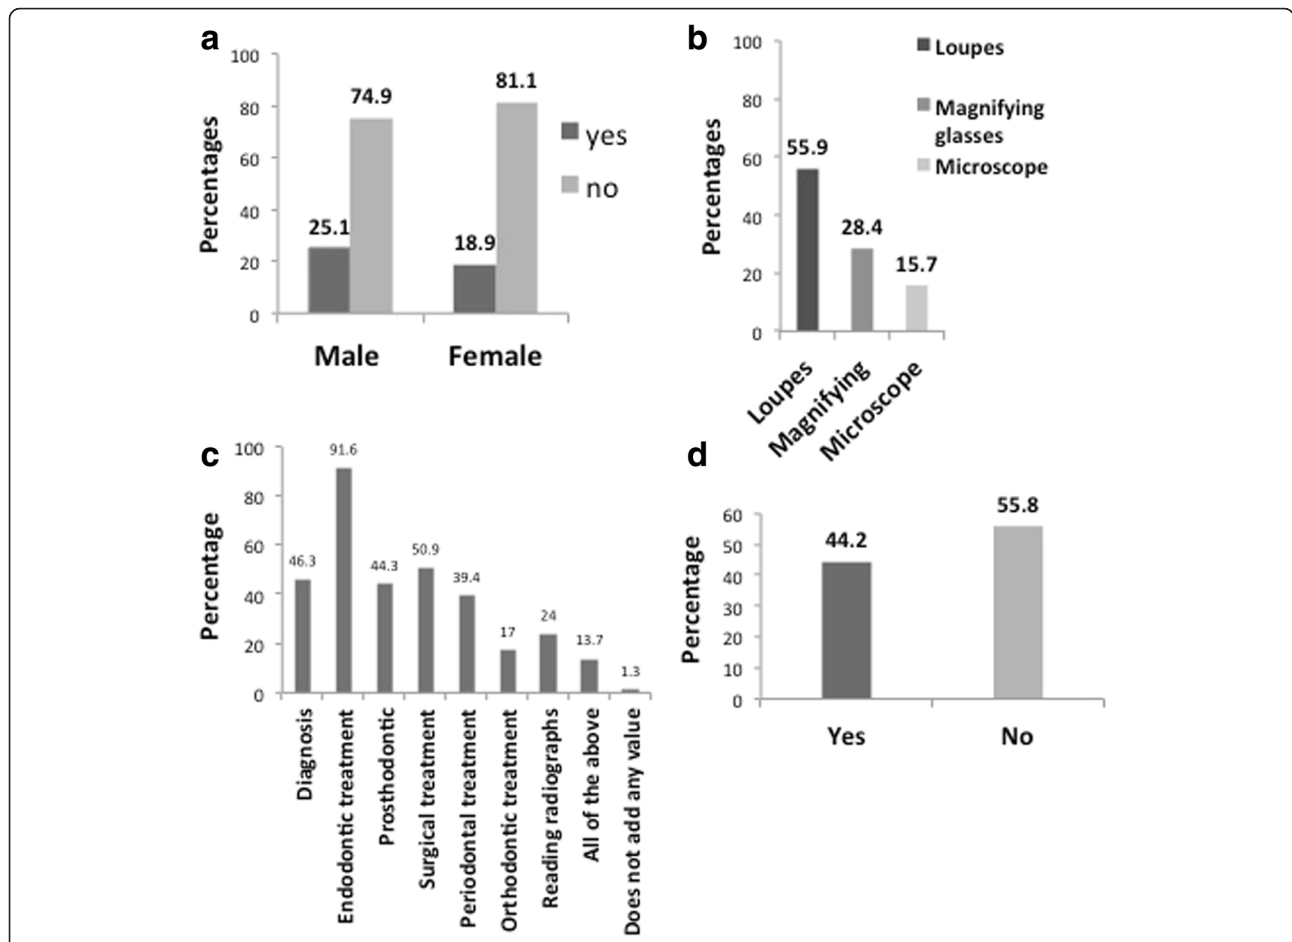 a
100
80
60
40
20
0
Percentages
74.9
81.1
25.1
18.9
yes
no
Male
Female
b
100
80
60
40
20
0
Percentages
Loupes
Magnifying
glasses
Microscope
55.9
28.4
15.7
Loupes
Magnifying
Microscope
c
100
80
60
40
20
0
Percentage
46.3
91.6
44.3
50.9
39.4
17
24
13.7
1.3
Diagnosis
Endodontic treatment
Prosthodontic
Surgical treatment
Periodontal treatment
Orthodontic treatment
Reading radiographs
All of the above
Does not add any value
d
60
50
40
30
20
10
0
Percentage
44.2
55.8
Yes
No